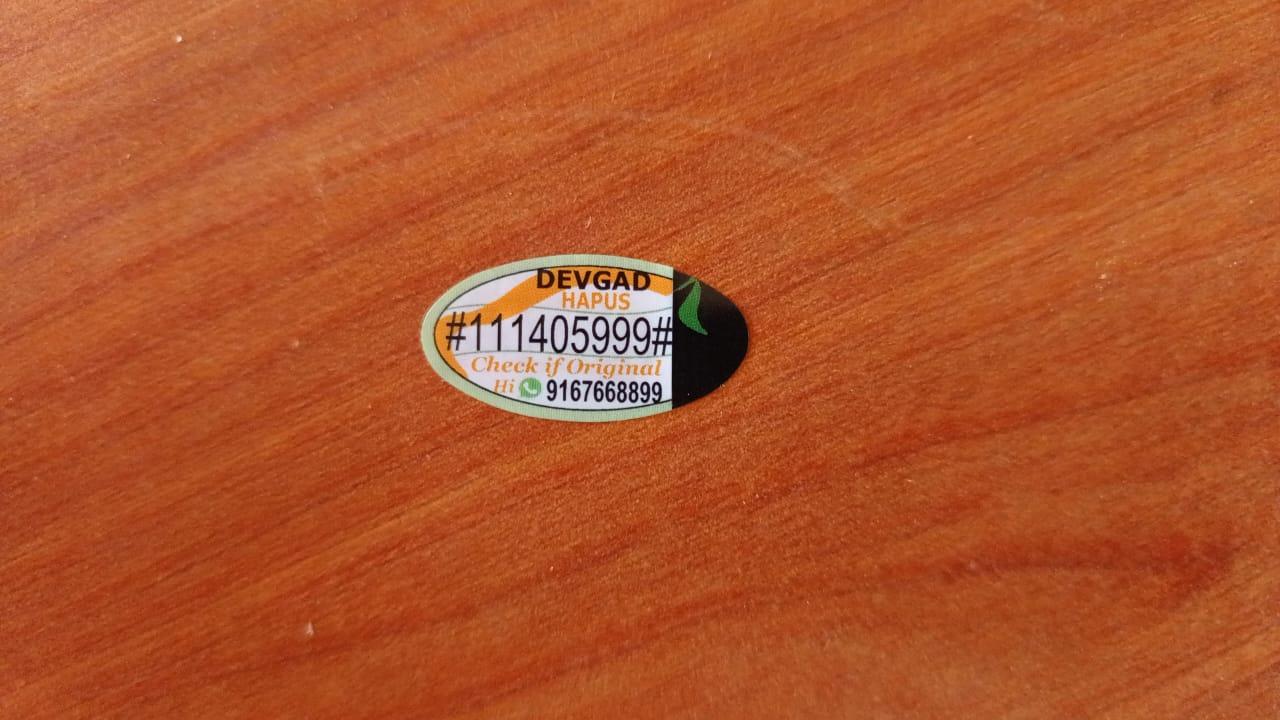 DEVGAD
HAPUS
#111405999#
Check if Original
Hi 9167668899